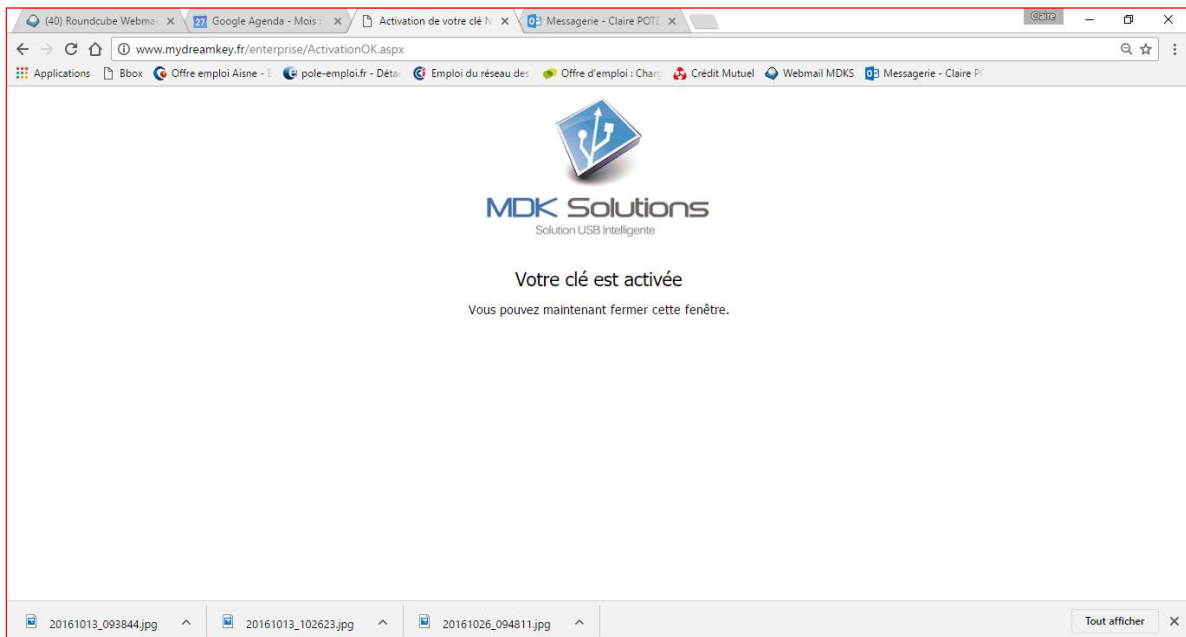 (40) Roundcube Webma
Google Agenda - Mois
Activation de votre clé N
Messagerie - Claire POTE
Claire
www.mydreamkey.fr/enterprise/ActivationOK.aspx
Applications
Bbox
Offre emploi Aisne -
pole-emploi.fr - Déta
Emploi du réseau des
Offre d'emploi : Charg
Crédit Mutuel
Webmail MDKS
Messagerie - Claire P
MDK Solutions
Solution USB Intelligente
Votre clé est activée
Vous pouvez maintenant fermer cette fenêtre.
20161013_093844.jpg
20161013_102623.jpg
20161026_094811.jpg
Tout afficher